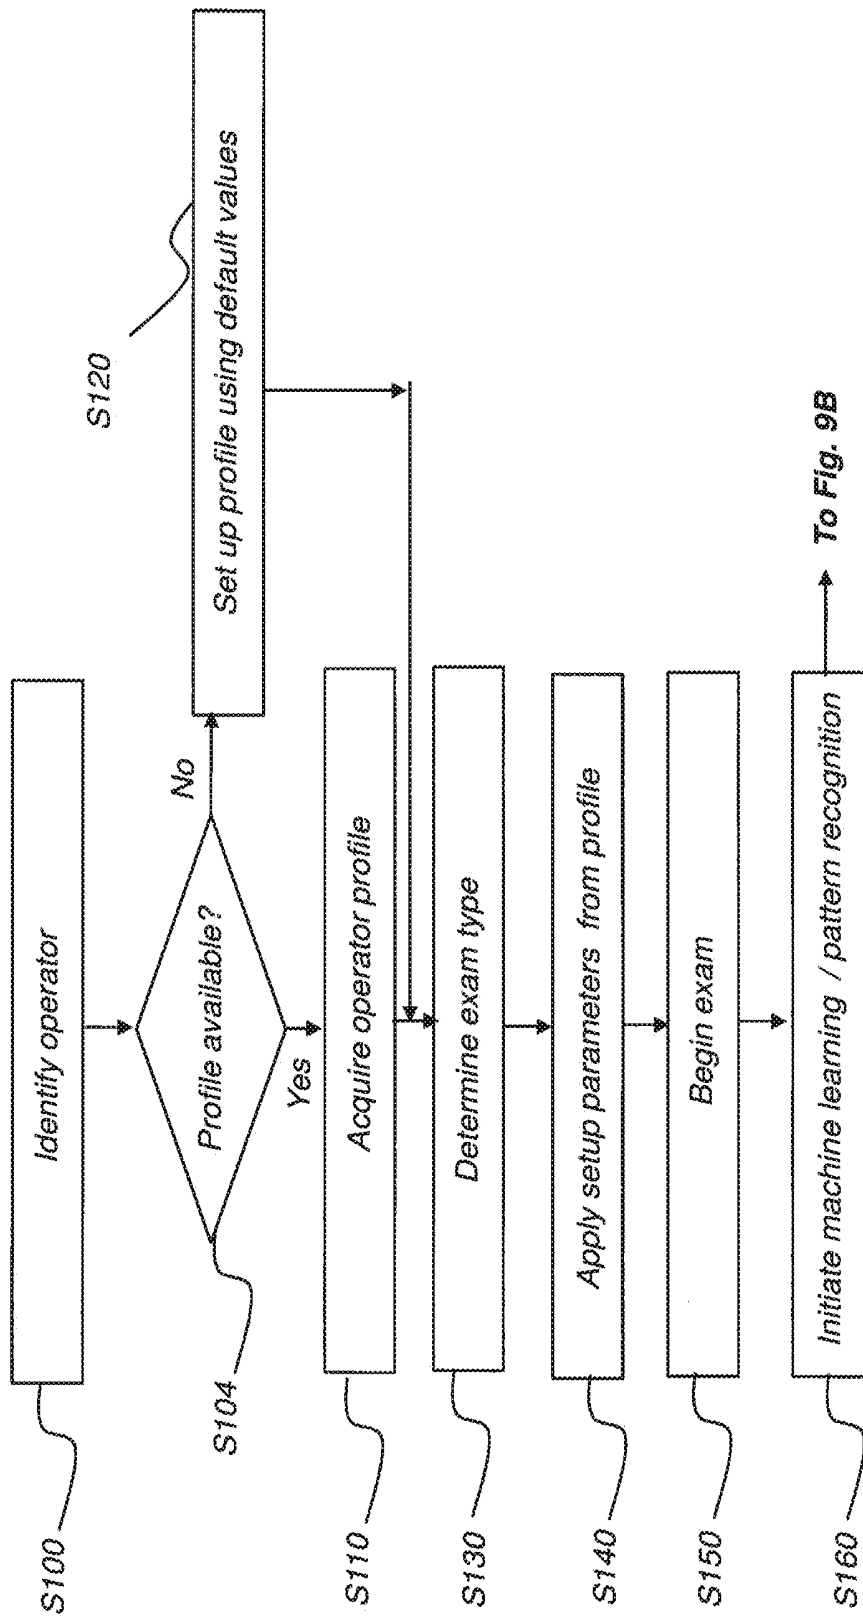 S100
Identify operator
S104
Profile available?
No
S120
Set up profile using default values
Yes
S110
Acquire operator profile
S130
Determine exam type
S140
Apply setup parameters from profile
S150
Begin exam
S160
Initiate machine learning / pattern recognition
To Fig. 9B